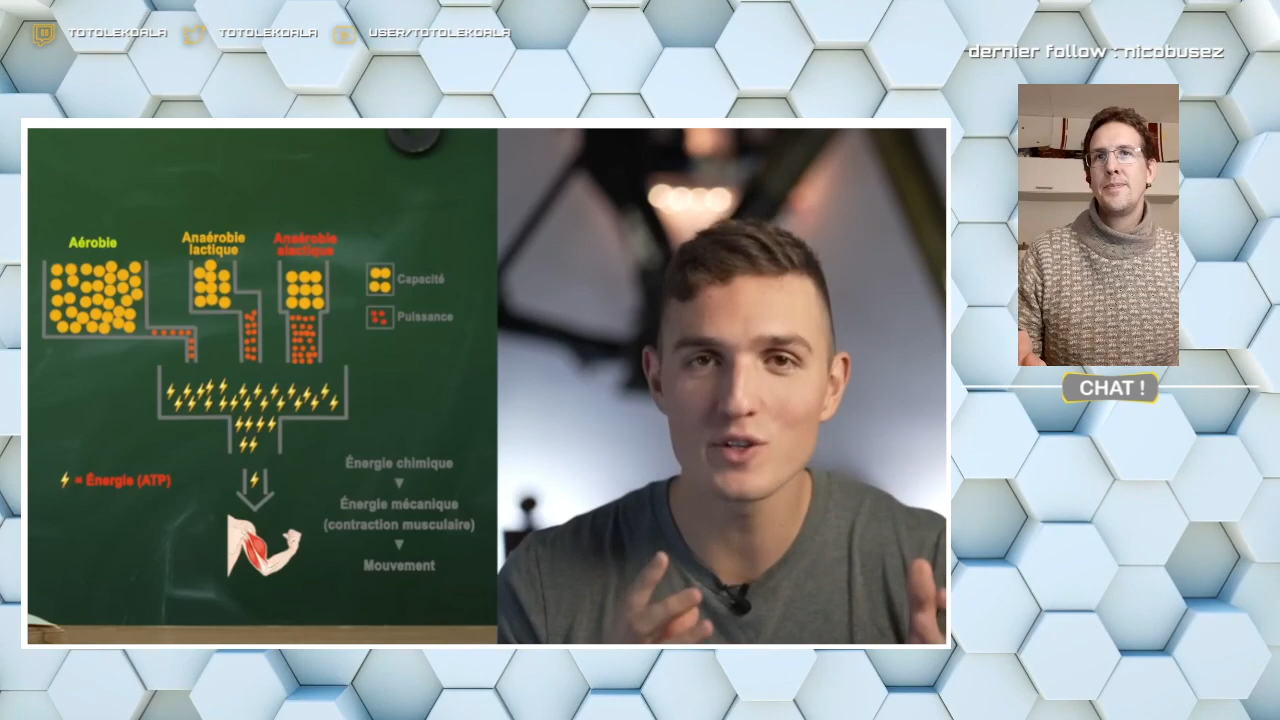 TOTOLEKOALA
TOTOLEKOALA
USER/TOTOLEKOALA
dernier follow : nicobusez
Aérobie
Anaérobie
lactique
Anaérobie
alactique
Capacité
Puissance
= Énergie (ATP)
Énergie chimique
Énergie mécanique
(contraction musculaire)
Mouvement
CHAT !